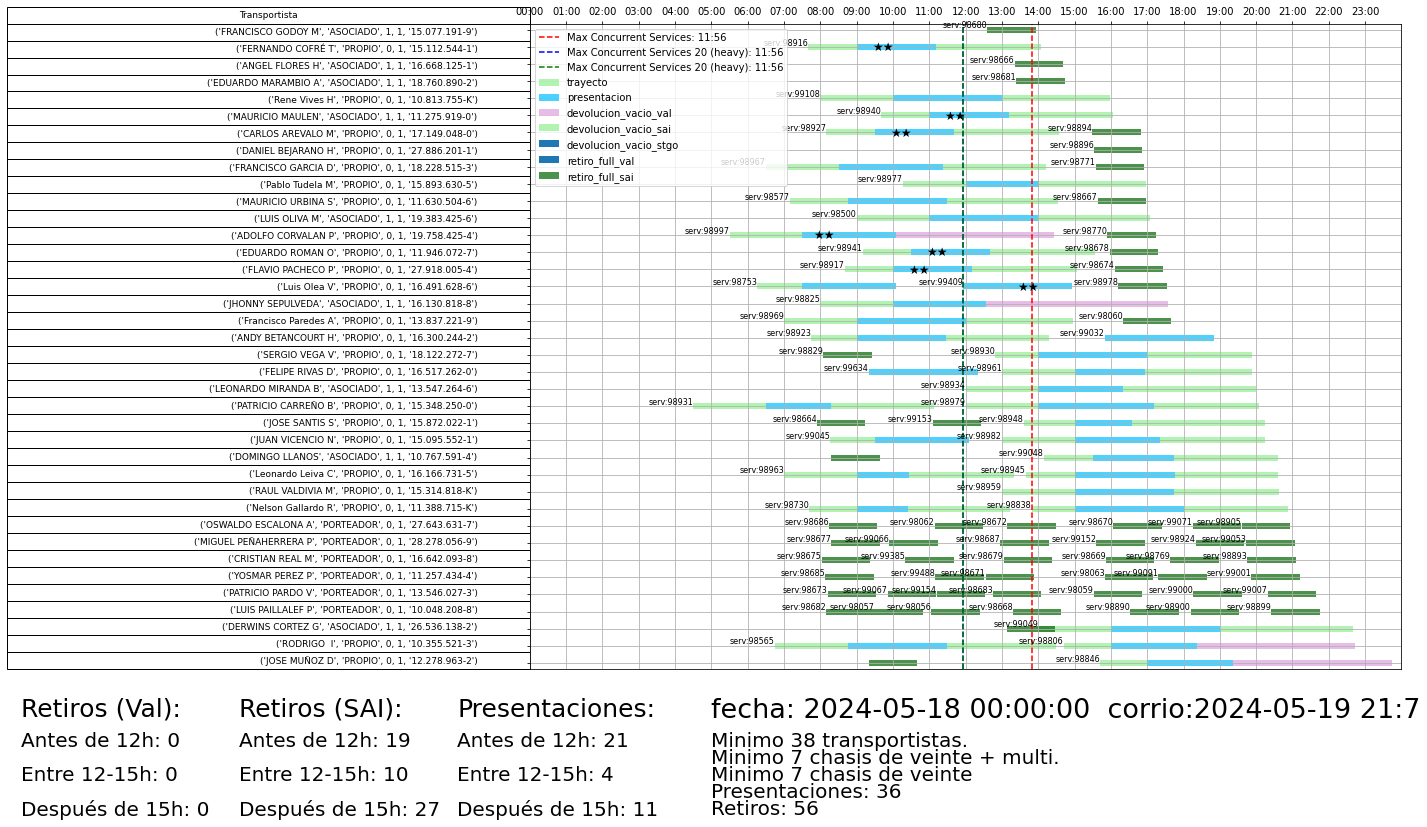 Transportista 00:00 01:00 02:00 03:00 04:00 05:00 06:00 07:00 08:00 09:00 10:00 11:00 12:00 13:00 14:00 15:00 16:00 17:00 18:00 19:00 20:00 21:00 22:00 23:00
('FRANCISCO GODOY M', 'ASOCIADO', 1, 1, '15.077.191-9') serv:98680
('FERNANDO COFRÉ T', 'PROPIO', 1, 1, '15.112.544-1') serv:98916
('ANGEL FLORES H', 'ASOCIADO', 1, 1, '16.668.125-1') serv:98666
('EDUARDO MARAMBIO A', 'ASOCIADO', 1, 1, '18.760.890-2') serv:98681
('Rene Vives H', 'PROPIO', 0, 1, '10.813.755-K') serv:99108
('MAURICIO MAULEN', 'ASOCIADO', 1, 1, '11.275.919-0') serv:98940
('CARLOS AREVALO M', 'PROPIO', 1, 1, '17.149.048-0') serv:98927 serv:98894
('DANIEL BEJARANO H', 'PROPIO', 0, 1, '27.886.201-1') serv:98896
('FRANCISCO GARCIA D', 'PROPIO', 0, 1, '18.228.515-3') serv:98967 serv:98771
('Pablo Tudela M', 'PROPIO', 0, 1, '15.893.630-5') serv:98977
('MAURICIO URBINA S', 'PROPIO', 0, 1, '11.630.504-6') serv:98577 serv:98667
('LUIS OLIVA M', 'ASOCIADO', 0, 1, '19.383.425-6') serv:98500
('ADOLFO CORVALAN P', 'PROPIO', 0, 1, '19.758.425-4') serv:98997 serv:98770
('EDUARDO ROMAN O', 'PROPIO', 0, 1, '11.946.072-7') serv:98941 serv:98678
('FLAVIO PACHECO P', 'PROPIO', 0, 1, '27.918.005-4') serv:98917 serv:98674
('Luis Olea V', 'PROPIO', 0, 1, '16.491.628-6') serv:98753 serv:99409 serv:98978
('JHONNY SEPULVEDA', 'ASOCIADO', 0, 1, '16.130.818-8') serv:98825
('Francisco Paredes A', 'PROPIO', 0, 1, '13.837.221-9') serv:98969 serv:98060
('ANDY BETANCOURT H', 'PROPIO', 0, 1, '16.300.244-2') serv:98923 serv:99032
('SERGIO VEGA V', 'PROPIO', 0, 1, '18.122.272-7') serv:98829 serv:98930
('FELIPE RIVAS D', 'PROPIO', 0, 1, '16.517.262-0') serv:99634 serv:98961
('LEONARDO MIRANDA B', 'ASOCIADO', 0, 1, '13.547.264-6') serv:98934
('PATRICIO CARREÑO B', 'PROPIO', 0, 1, '15.348.250-0') serv:98931 serv:98979
('JOSE SANTIS S', 'PROPIO', 0, 1, '15.872.022-1') serv:98664 serv:99153 serv:98948
('JUAN VICENCIO N', 'PROPIO', 0, 1, '15.095.552-1') serv:99045 serv:98982
('DOMINGO LLANOS', 'ASOCIADO', 1, 0, '10.767.591-4') serv:99048
('Leonardo Leiva C', 'PROPIO', 0, 1, '16.166.731-5') serv:98963 serv:98945
('RAUL VALDIVIA M', 'PROPIO', 0, 1, '15.314.818-K') serv:98959
('Nelson Gallardo R', 'PROPIO', 0, 1, '11.388.715-K') serv:98730 serv:98838
('OSWALDO ESCALONA A', 'PORTEADOR', 0, 1, '27.643.631-7') serv:98686 serv:98062 serv:98672 serv:98670 serv:99071 serv:98905
('MIGUEL PEÑAHERRERA P', 'PORTEADOR', 0, 1, '28.278.056-9') serv:98677 serv:99066 serv:98687 serv:99152 serv:98924 serv:99053
('CRISTIAN REAL M', 'PORTEADOR', 0, 1, '16.642.093-8') serv:98675 serv:99385 serv:98679 serv:98669 serv:98769 serv:98893
('YOSMAR PEREZ P', 'PORTEADOR', 0, 1, '11.257.434-4') serv:98685 serv:99488 serv:98671 serv:98063 serv:99091 serv:99001
('PATRICIO PARDO V', 'PORTEADOR', 0, 1, '13.546.027-3') serv:98673 serv:99067 serv:99154 serv:98683 serv:98059 serv:99000 serv:99007
('LUIS PAILLALEF P', 'PORTEADOR', 0, 1, '10.048.208-8') serv:98682 serv:98057 serv:98056 serv:98668 serv:98890 serv:98900 serv:98899
('DERWINS CORTEZ G', 'ASOCIADO', 0, 1, '26.536.138-2') serv:99049
('RODRIGO  I', 'PROPIO', 0, 1, '10.355.521-3') serv:98565 serv:98806
('JOSE MUÑOZ D', 'PROPIO', 0, 1, '12.278.963-2') serv:98846
Max Concurrent Services: 11:56
Max Concurrent Services 20 (heavy): 11:56
Max Concurrent Services 20 (heavy): 11:56
trayecto
presentacion
devolucion_vacio_val
devolucion_vacio_sai
devolucion_vacio_stgo
retiro_full_val
retiro_full_sai
Retiros (Val):
Antes de 12h: 0
Entre 12-15h: 0
Después de 15h: 0
Retiros (SAI):
Antes de 12h: 19
Entre 12-15h: 10
Después de 15h: 27
Presentaciones:
Antes de 12h: 21
Entre 12-15h: 4
Después de 15h: 11
fecha: 2024-05-18 00:00:00  corrio:2024-05-19 21:7
Minimo 38 transportistas.
Minimo 7 chasis de veinte + multi.
Minimo 7 chasis de veinte
Presentaciones: 36
Retiros: 56